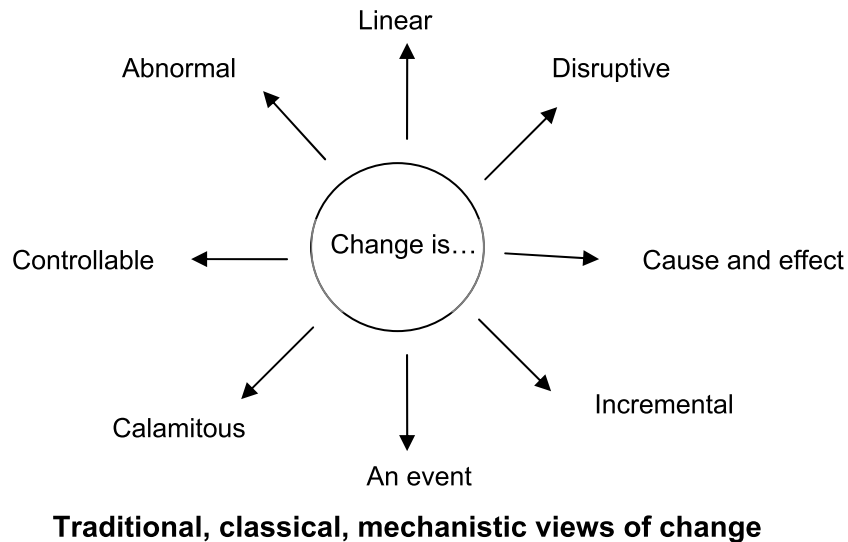 Linear
Abnormal
Disruptive
Change is…
Controllable
Cause and effect
Incremental
Calamitous
An event
Traditional, classical, mechanistic views of change